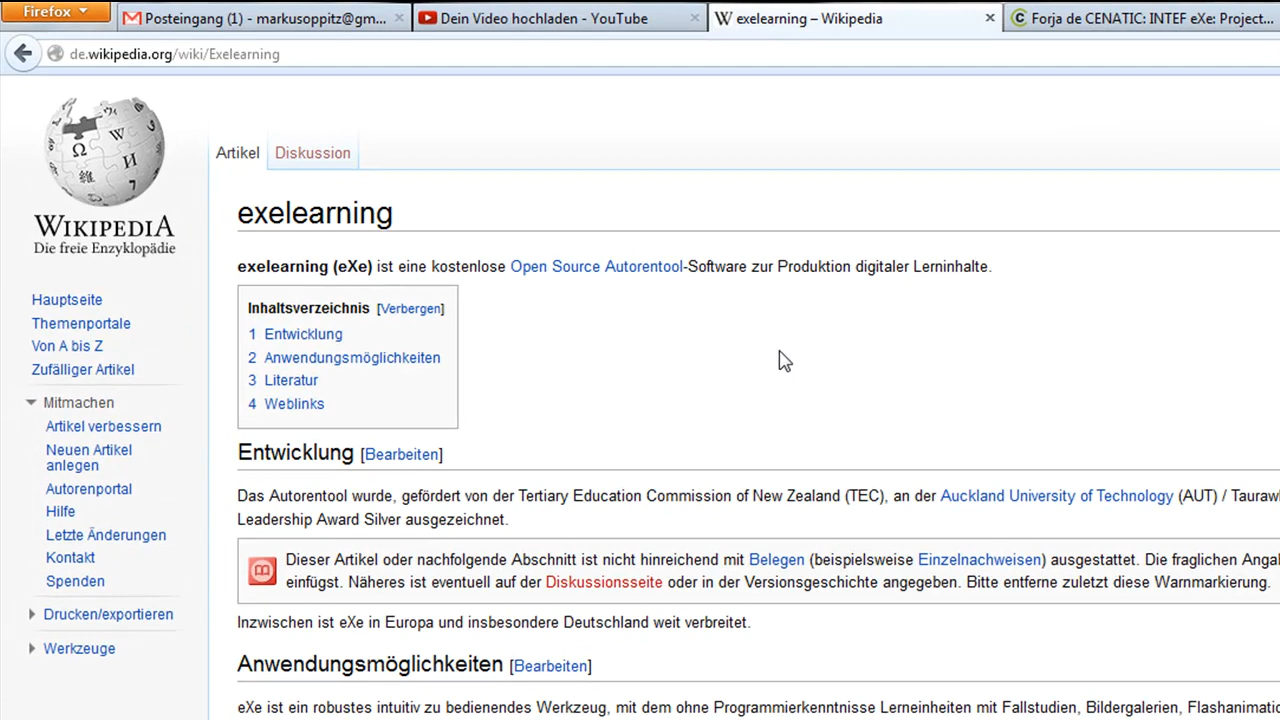 Firefox
Posteingang (1) - markusoppitz@gm...
Dein Video hochladen - YouTube
exelearning – Wikipedia
Forja de CENATIC: INTEF eXe: Project...
de.wikipedia.org/wiki/Exelearning
WIKIPEDIA
Die freie Enzyklopädie
Artikel
Diskussion
exelearning
exelearning (eXe) ist eine kostenlose Open Source Autorentool-Software zur Produktion digitaler Lerninhalte.
Inhaltsverzeichnis [Verbergen]
1 Entwicklung
2 Anwendungsmöglichkeiten
3 Literatur
4 Weblinks
Hauptseite
Themenportale
Von A bis Z
Zufälliger Artikel
Mitmachen
Artikel verbessern
Neuen Artikel
anlegen
Autorenportal
Hilfe
Letzte Änderungen
Kontakt
Spenden
Drucken/exportieren
Werkzeuge
Entwicklung [Bearbeiten]
Das Autorentool wurde, gefördert von der Tertiary Education Commission of New Zealand (TEC), an der Auckland University of Technology (AUT) /
Leadership Award Silver ausgezeichnet.
Dieser Artikel oder nachfolgende Abschnitt ist nicht hinreichend mit Belegen (beispielsweise Einzelnachweisen) ausgestattet. Die fraglichen
einfügst. Näheres ist eventuell auf der Diskussionsseite oder in der Versionsgeschichte angegeben. Bitte entferne zuletzt diese Warnmarkierung.
Inzwischen ist eXe in Europa und insbesondere Deutschland weit verbreitet.
Anwendungsmöglichkeiten [Bearbeiten]
eXe ist ein robustes intuitiv zu bedienendes Werkzeug, mit dem ohne Programmierkenntnisse Lerneinheiten mit Fallstudien, Bildergalerien,